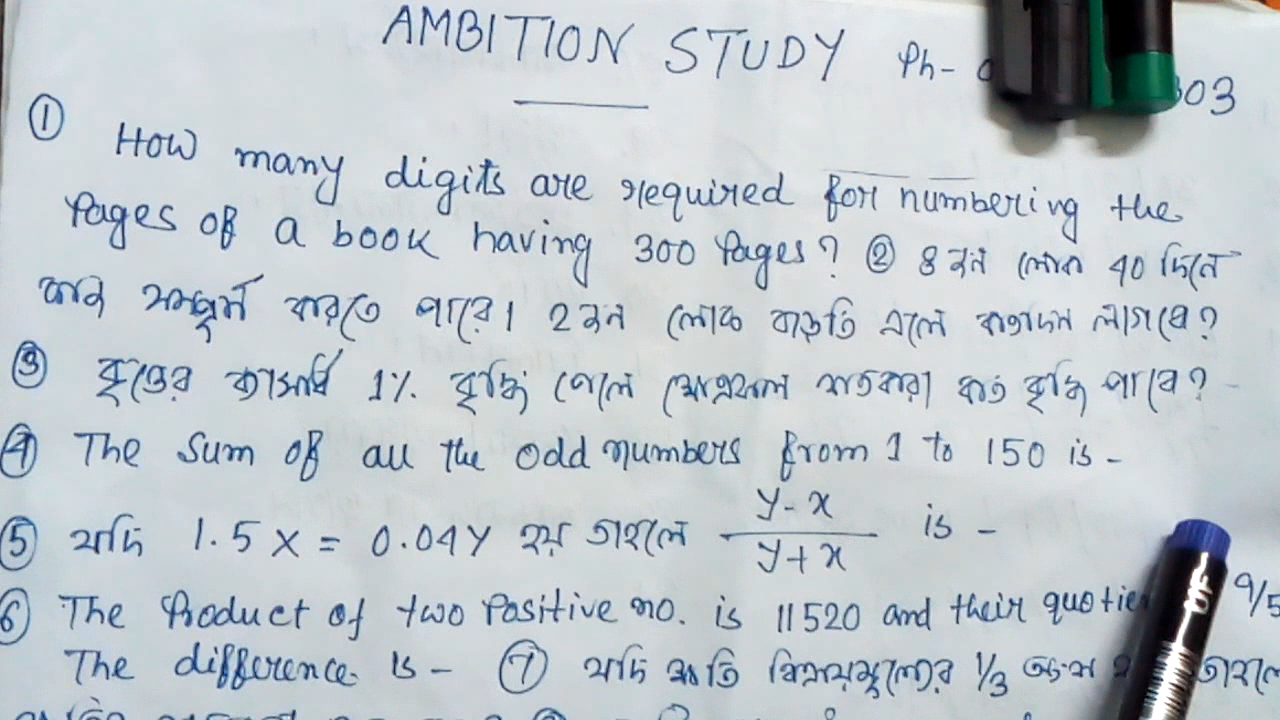 AMBITION STUDY Ph-
303
① How many digits are required for numbering the
Pages of a book having 300 Pages? ② 8 জন লোক 40 দিনে
কাজ সম্পূর্ণ করতে পারে। 2 জন লোক বাড়তি এলে কতদিন লাগবে?
③ বৃত্তের ব্যাসার্ধ 1% বৃদ্ধি পেলে ক্ষেত্রফল শতকরা কত বৃদ্ধি পাবে?
④ The Sum of all the odd numbers from 1 to 150 is -
⑤ যদি 1.5 x = 0.04y হয় তাহলে y-x / y+x is -
⑥ The Product of two Positive no. is 11520 and their 9/5
The difference is - ⑦ যদি ক্ষতি বিক্রয়মূল্যের 1/3 অংশ